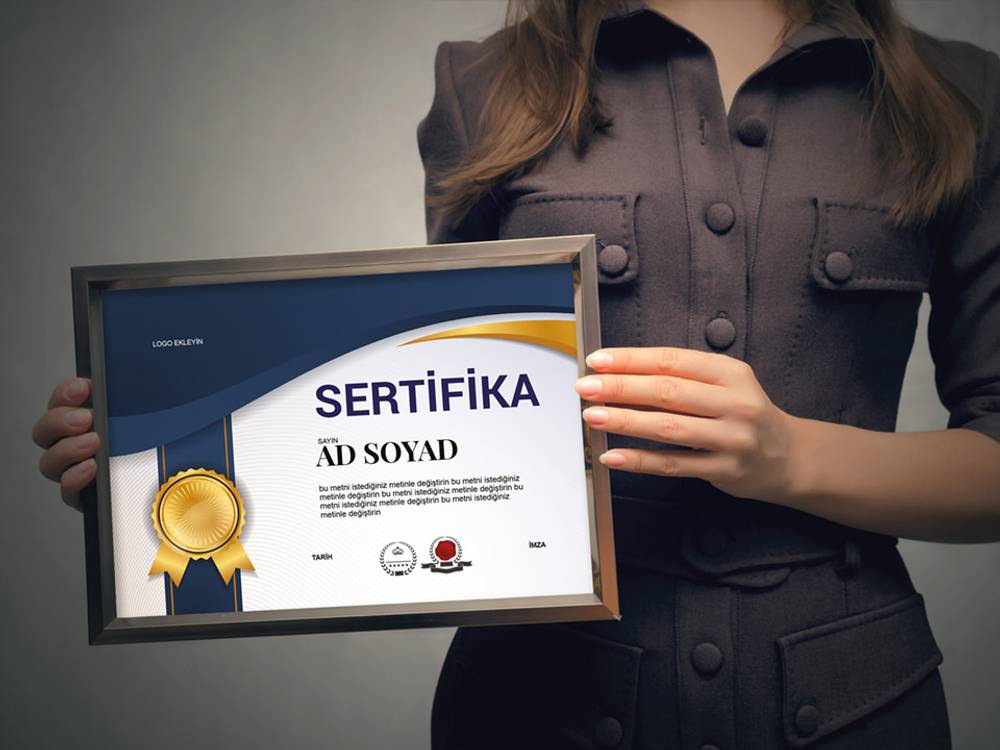 LOGO EKLEYİN
SERTİFİKA
SAYIN
AD SOYAD
bu metni istediğiniz metinle değiştirin bu metni istediğiniz
metinle değiştirin bu metni istediğiniz metinle değiştirin bu
metni istediğiniz metinle değiştirin bu metni istediğiniz
metinle değiştirin
TARİH
İMZA